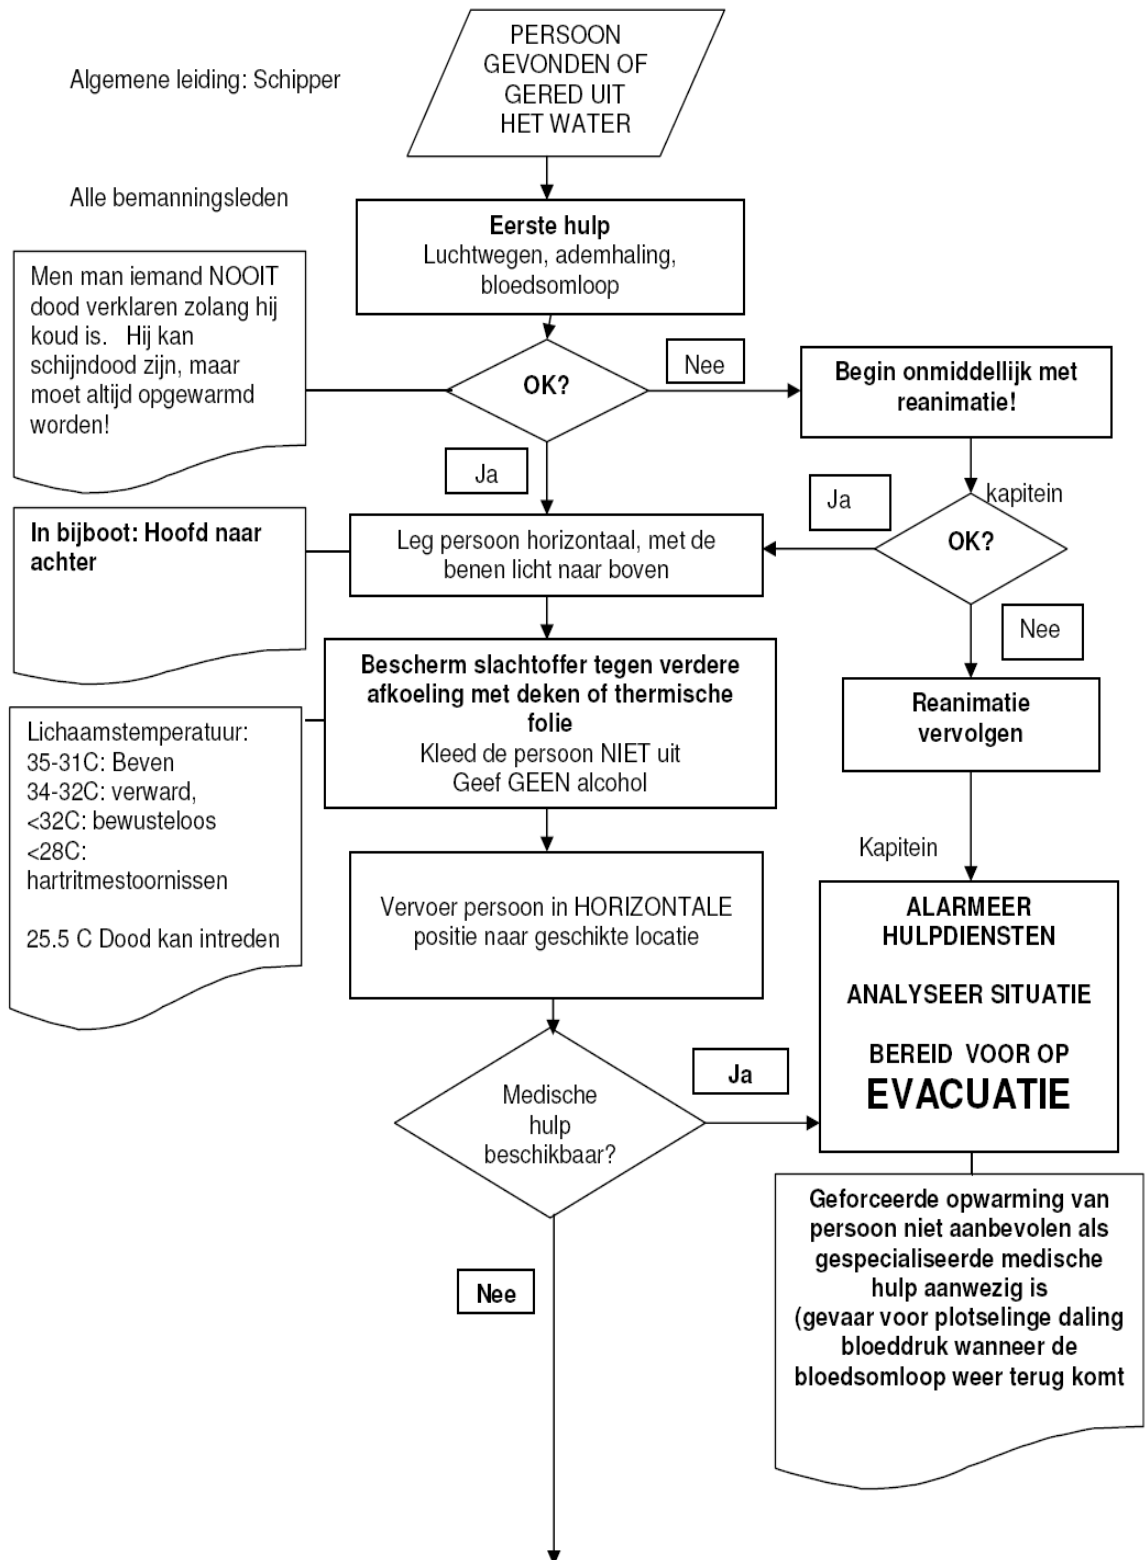 Algemene leiding: Schipper
PERSOON
GEVONDEN OF
GERED UIT
HET WATER
Alle bemanningsleden
Eerste hulp
Luchtwegen, ademhaling,
bloedsomloop
Men man iemand NOOIT
dood verklaren zolang hij
koud is. Hij kan
schijndood zijn, maar
moet altijd opgewarmd
worden!
OK?
Nee
Begin onmiddellijk met
reanimatie!
Ja
kapitein
Ja
OK?
Nee
In bijboot: Hoofd naar
achter
Leg persoon horizontaal, met de
benen licht naar boven
Bescherm slachtoffer tegen verdere
afkoeling met deken of thermische
folie
Kleed de persoon NIET uit
Geef GEEN alcohol
Reanimatie
vervolgen
Lichaamstemperatuur:
35-31C: Beven
34-32C: verward,
<32C: bewusteloos
<28C:
hartritmestoornissen
25.5 C Dood kan intreden
Vervoer persoon in HORIZONTALE
positie naar geschikte locatie
Kapitein
ALARMEER
HULPDIENSTEN
ANALYSEER SITUATIE
BEREID VOOR OP
EVACUATIE
Medische
hulp
beschikbaar?
Ja
Nee
Geforceerde opwarming van
persoon niet aanbevolen als
gespecialiseerde medische
hulp aanwezig is
(gevaar voor plotselinge daling
bloeddruk wanneer de
bloedsomloop weer terug komt